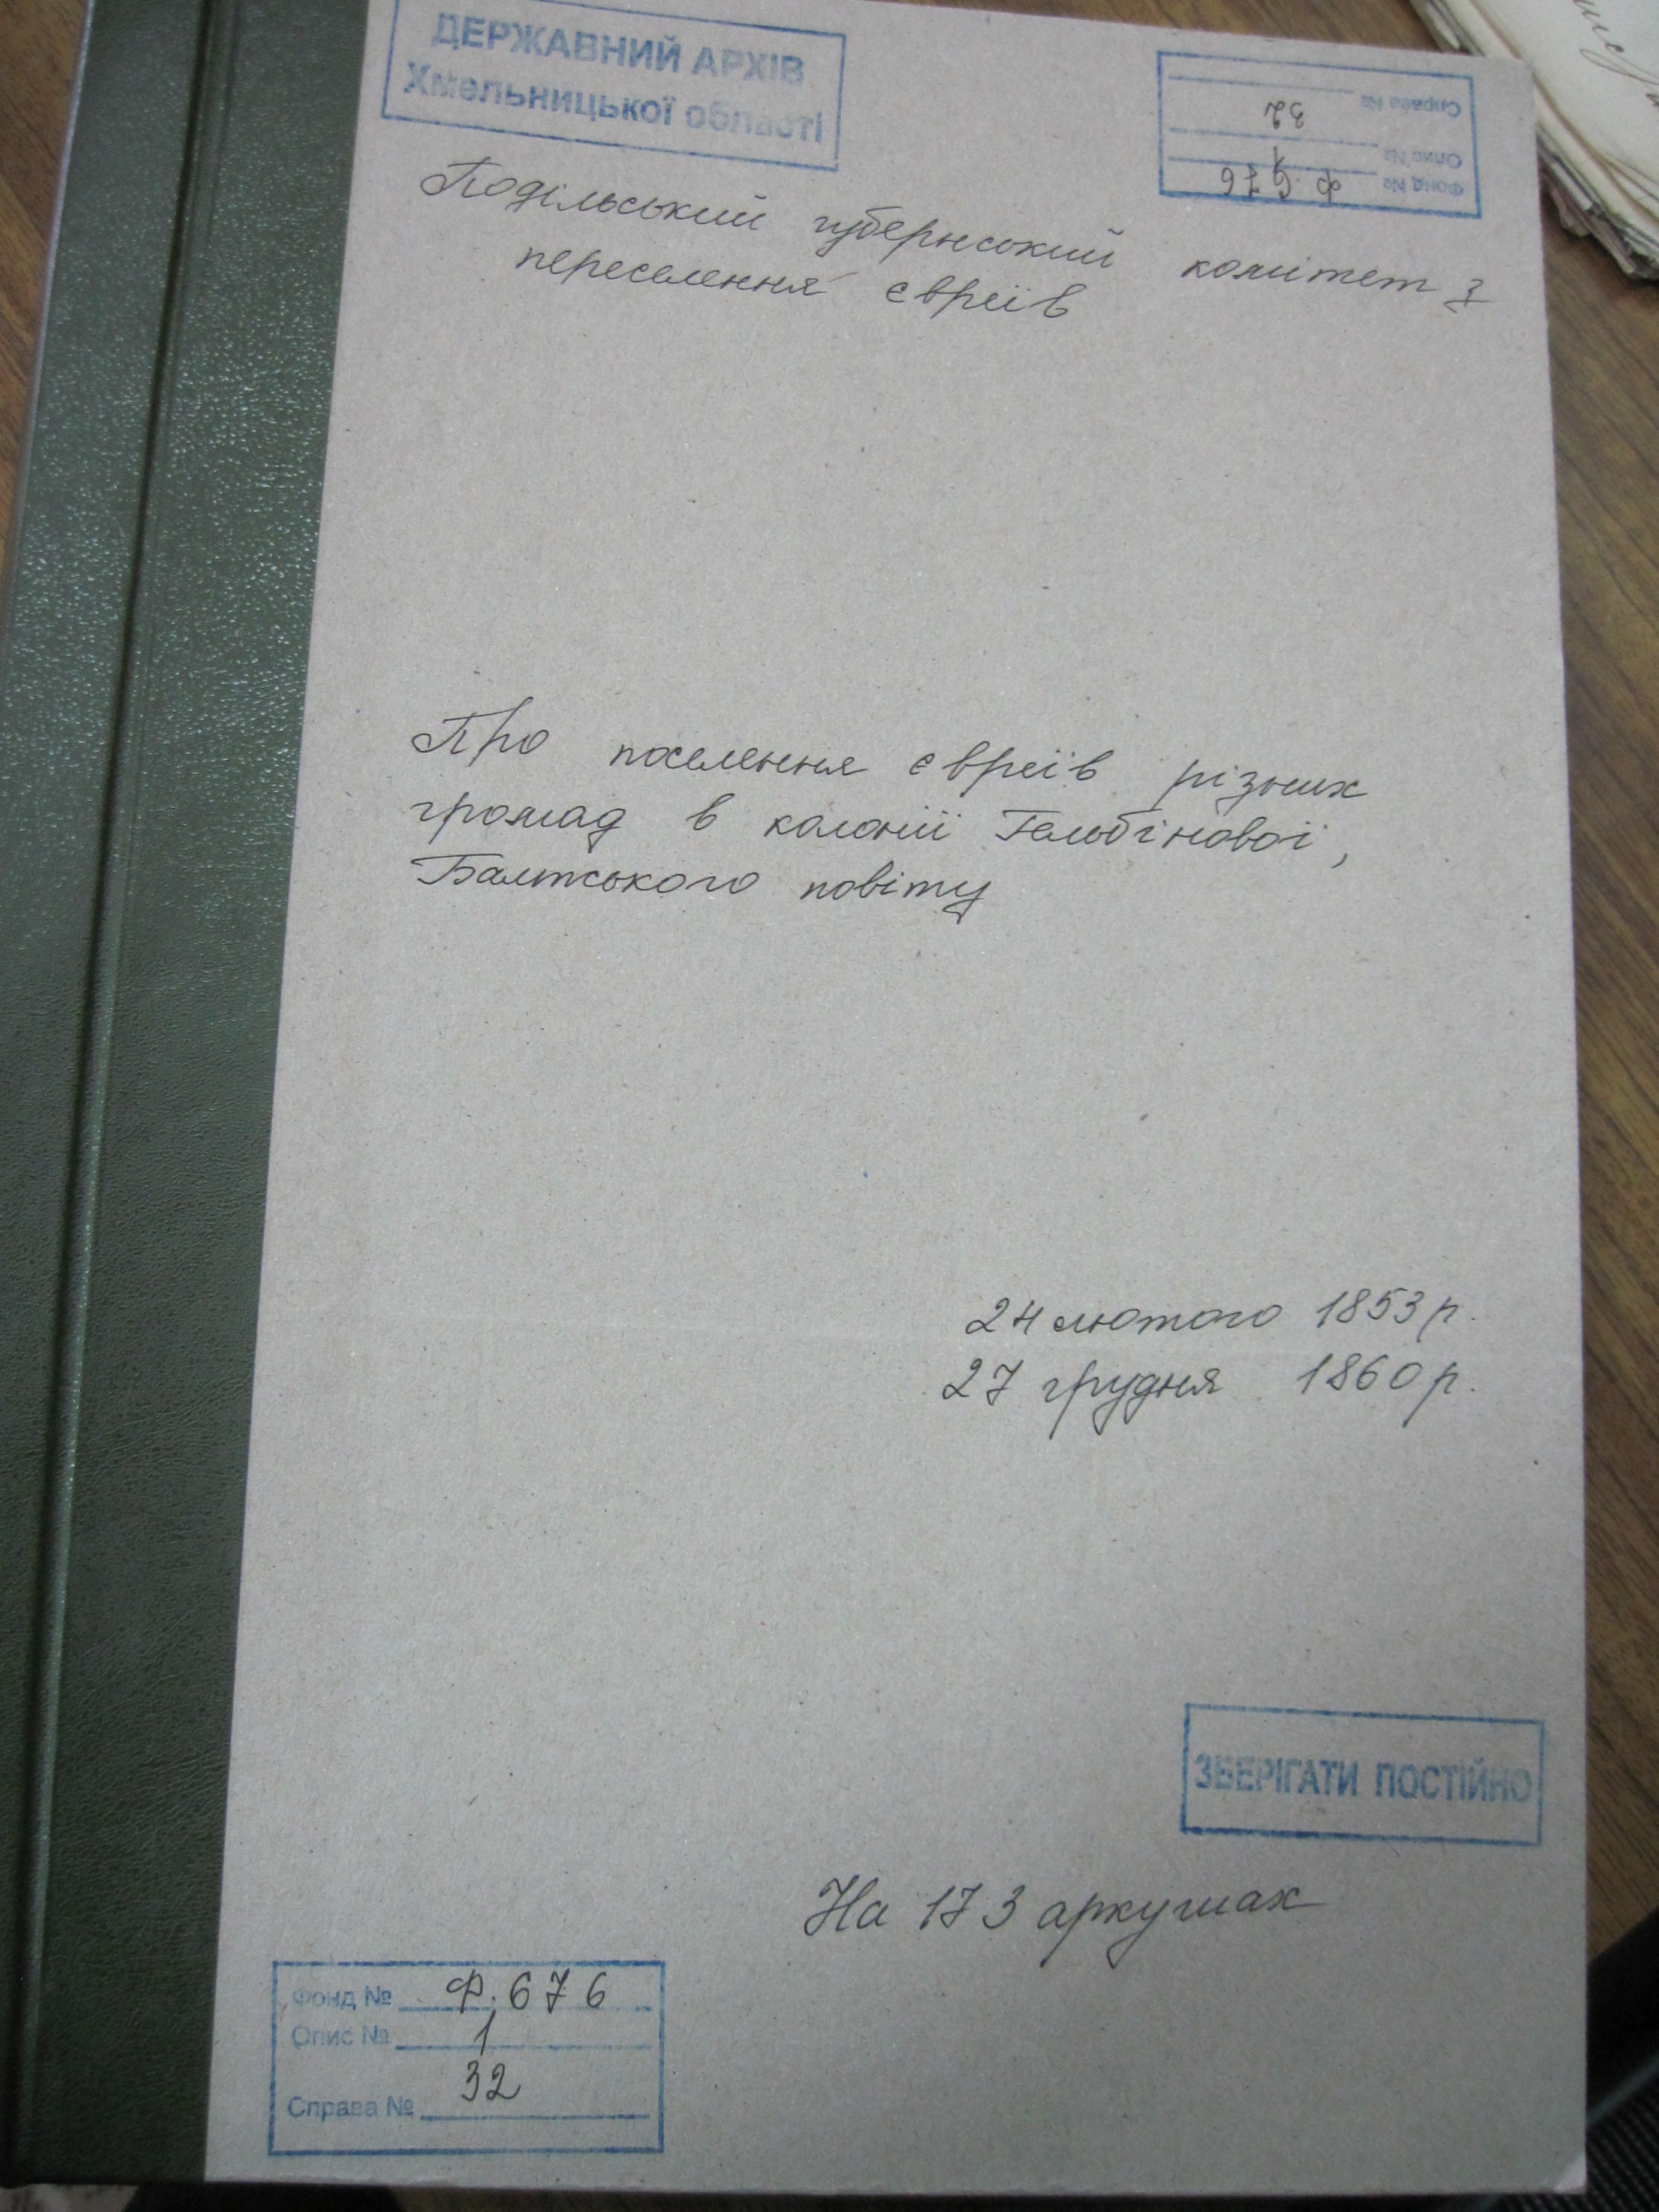 ДЕРЖАВНИЙ АРХІВ
Хмельницької області
Фонд № Ф. 676
Опис № 1
Справа № 32
Подільський губернський комітет з
переселення євреїв
Про поселення євреїв різних
громад в колонії Гельбінової,
Балтського повіту
24 лютого 1853 р.
27 грудня 1860 р.
ЗБЕРІГАТИ ПОСТІЙНО
На 173 аркушах
Фонд № Ф. 676
Опис № 1
Справа № 32